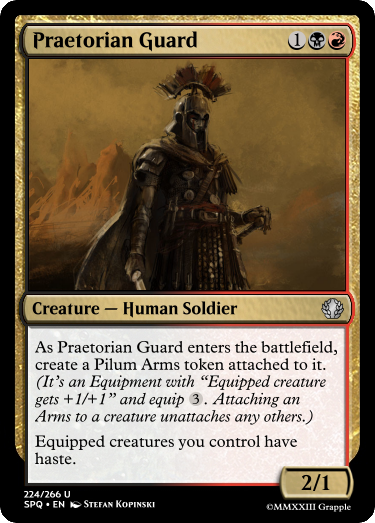 Praetorian Guard 1
Creature — Human Soldier
As Praetorian Guard enters the battlefield,
create a Pilum Arms token attached to it.
(It's an Equipment with “Equipped creature
gets +1/+1” and equip 3. Attaching an
Arms to a creature unattaches any others.)
Equipped creatures you control have
haste.
2/1
224/266 U
SPQ • EN Stefan Kopinski
©MMXXIII Grapple